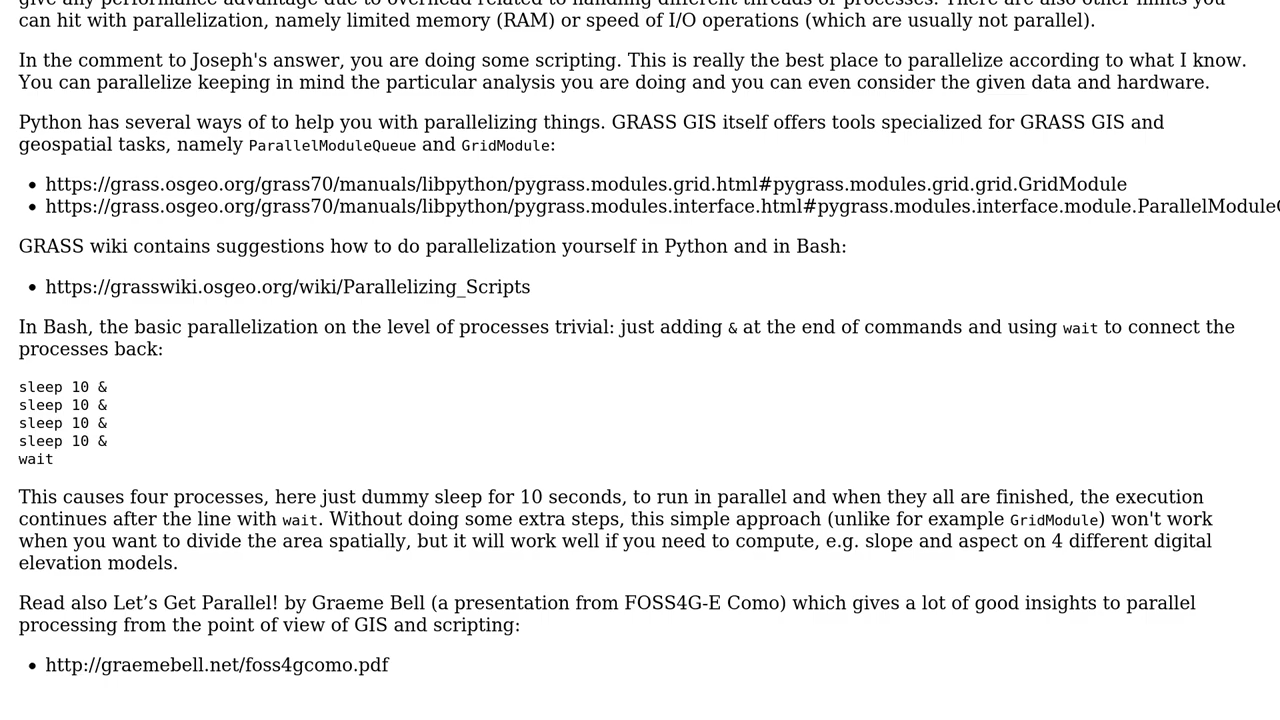 can hit with parallelization, namely limited memory (RAM) or speed of I/O operations (which are usually not parallel).
In the comment to Joseph's answer, you are doing some scripting. This is really the best place to parallelize according to what I know.
You can parallelize keeping in mind the particular analysis you are doing and you can even consider the given data and hardware.
Python has several ways of to help you with parallelizing things. GRASS GIS itself offers tools specialized for GRASS GIS and
geospatial tasks, namely ParallelModuleQueue and GridModule:
• https://grass.osgeo.org/grass70/manuals/libpython/pygrass.modules.grid.html#pygrass.modules.grid.grid.GridModule
• https://grass.osgeo.org/grass70/manuals/libpython/pygrass.modules.interface.html#pygrass.modules.interface.module.ParallelModule
GRASS wiki contains suggestions how to do parallelization yourself in Python and in Bash:
• https://grasswiki.osgeo.org/wiki/Parallelizing_Scripts
In Bash, the basic parallelization on the level of processes trivial: just adding & at the end of commands and using wait to connect the
processes back:
sleep 10 &
sleep 10 &
sleep 10 &
sleep 10 &
wait
This causes four processes, here just dummy sleep for 10 seconds, to run in parallel and when they all are finished, the execution
continues after the line with wait. Without doing some extra steps, this simple approach (unlike for example GridModule) won't work
when you want to divide the area spatially, but it will work well if you need to compute, e.g. slope and aspect on 4 different digital
elevation models.
Read also Let’s Get Parallel! by Graeme Bell (a presentation from FOSS4G-E Como) which gives a lot of good insights to parallel
processing from the point of view of GIS and scripting:
• http://graemebell.net/foss4gcomo.pdf